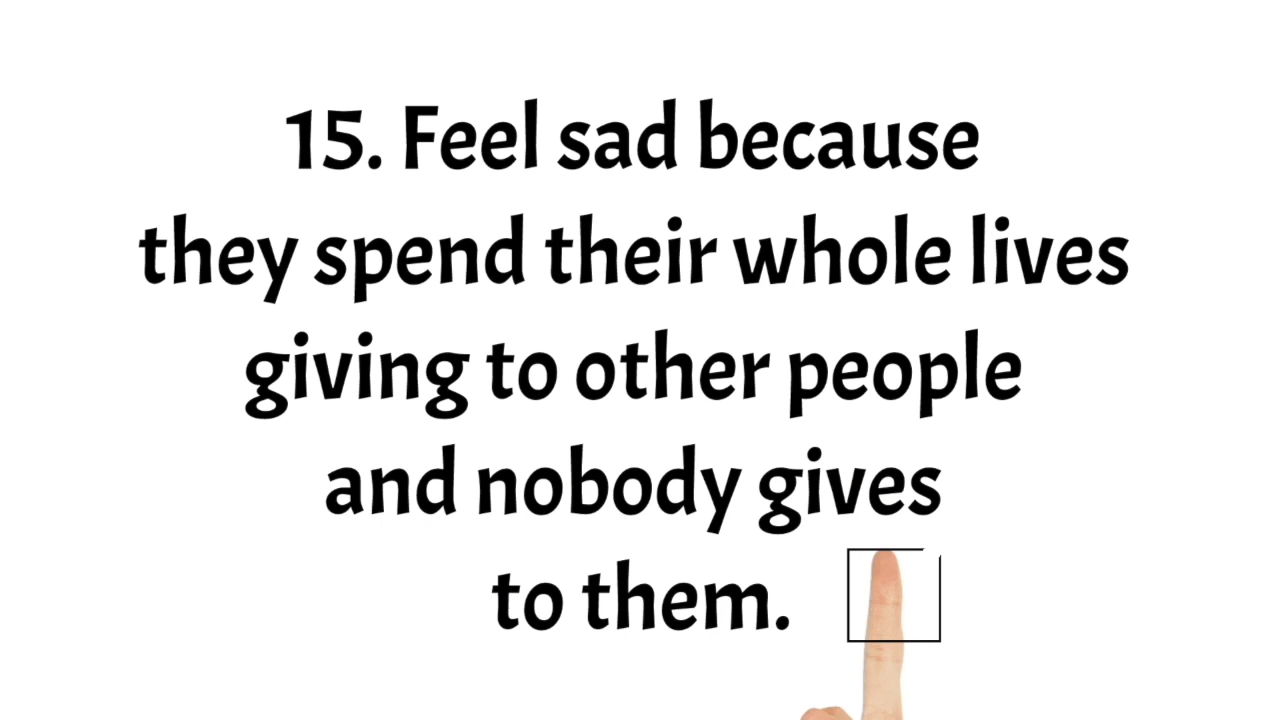 15. Feel sad because
they spend their whole lives
giving to other people
and nobody gives
to them.